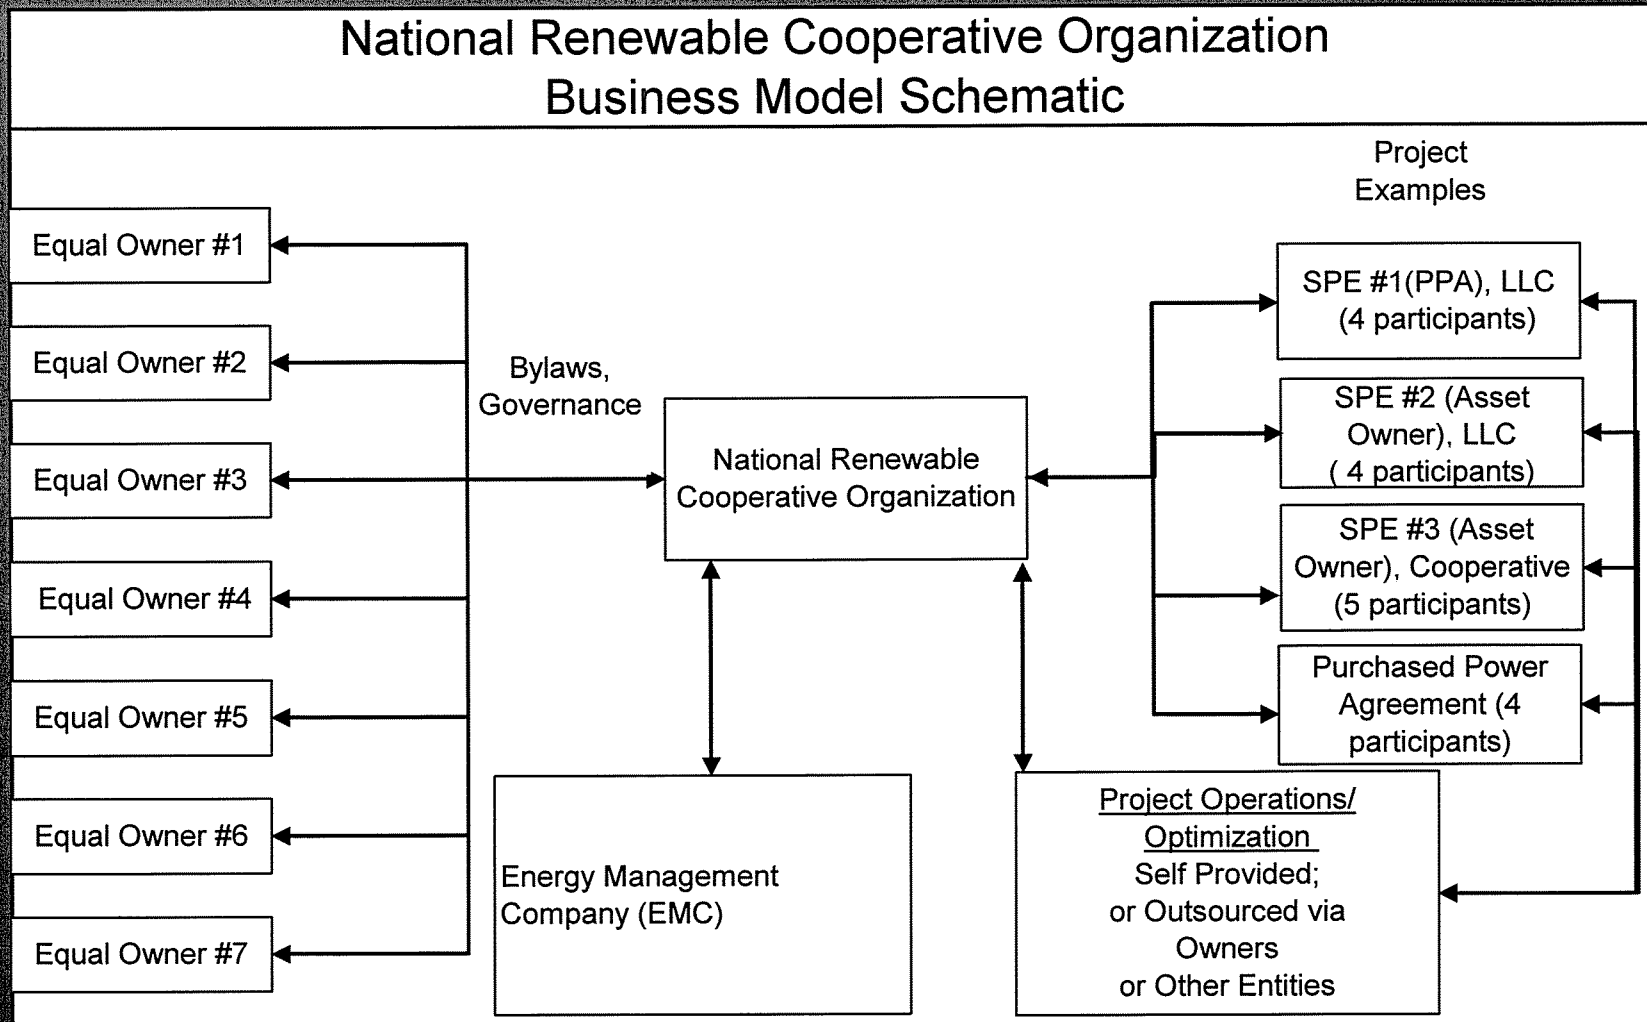 National Renewable Cooperative Organization
Business Model Schematic
Project
Examples
Equal Owner #1
Equal Owner #2
Equal Owner #3
Equal Owner #4
Equal Owner #5
Equal Owner #6
Equal Owner #7
Bylaws,
Governance
National Renewable
Cooperative Organization
SPE #1(PPA), LLC
(4 participants)
SPE #2 (Asset
Owner), LLC
( 4 participants)
SPE #3 (Asset
Owner), Cooperative
(5 participants)
Purchased Power
Agreement (4
participants)
Energy Management
Company (EMC)
Project Operations/
Optimization
Self Provided;
or Outsourced via
Owners
or Other Entities